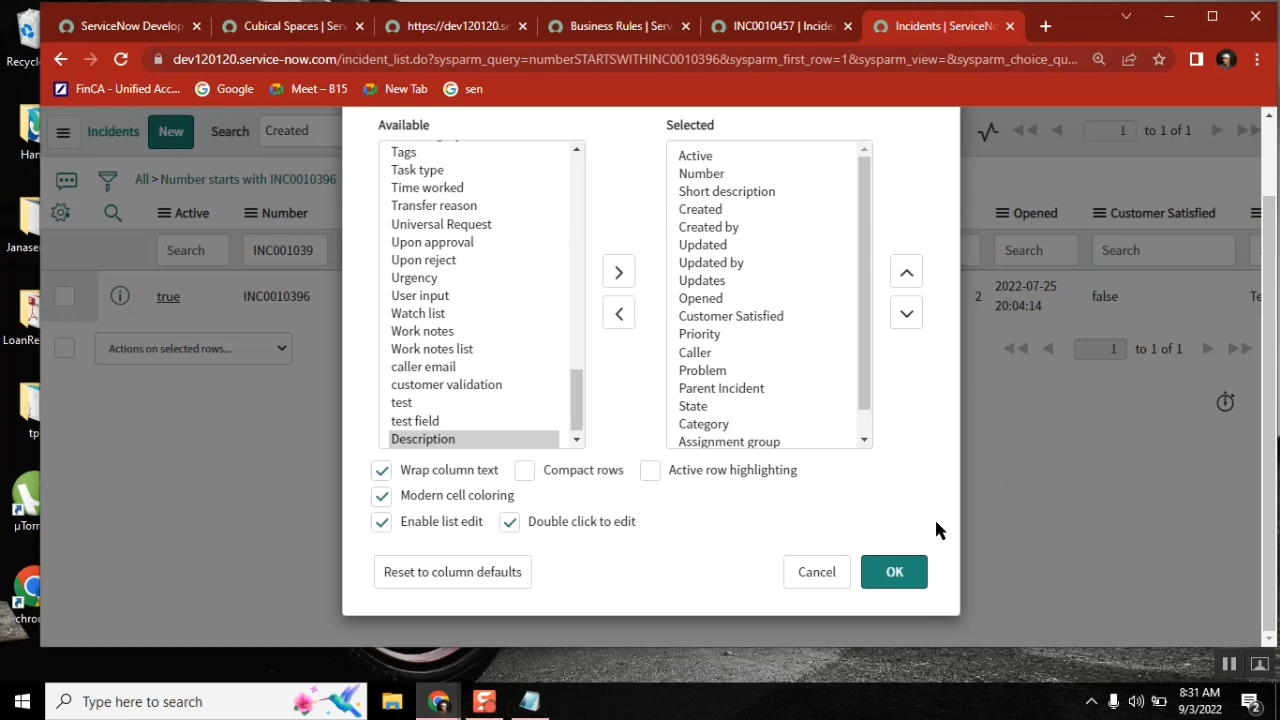 ServiceNow Develop
Cubical Spaces | Serv
https://dev120120.se
Business Rules | Serv
INC0010457 | Incide
Incidents | ServiceNo
dev120120.service-now.com/incident_list.do?sysparm_query=numberSTARTSWITHINC0010396&sysparm_first_row=1&sysparm_view=&sysparm_choice_qu...
FinCA - Unified Acc...
Google
Meet – B15
New Tab
sen
Recyc
Han
Janase
LoanRe
tp
µTorr
chro
Incidents
New
Search
Created
1
to 1 of 1
All > Number starts with INC0010396
Active
Number
Opened
Customer Satisfied
Search
INC001039
Search
Search
true
INC0010396
2
2022-07-25
20:04:14
false
Te
Actions on selected rows...
1
to 1 of 1
Available
Tags
Task type
Time worked
Transfer reason
Universal Request
Upon approval
Upon reject
Urgency
User input
Watch list
Work notes
Work notes list
caller email
customer validation
test
test field
Description
Selected
Active
Number
Short description
Created
Created by
Updated
Updated by
Updates
Opened
Customer Satisfied
Priority
Caller
Problem
Parent Incident
State
Category
Assignment group
Wrap column text
Compact rows
Active row highlighting
Modern cell coloring
Enable list edit
Double click to edit
Reset to column defaults
Cancel
OK
Type here to search
8:31 AM
9/3/2022
2